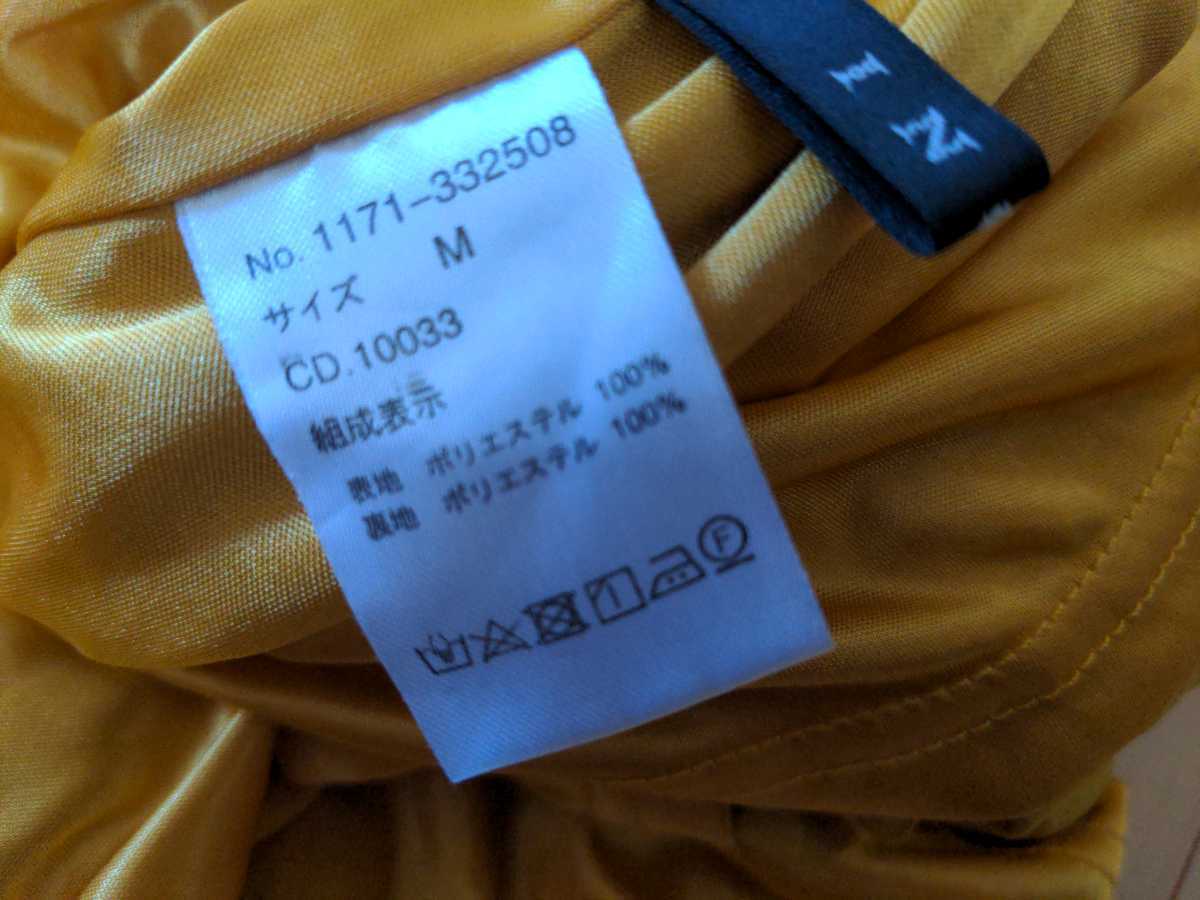 No. 1171-332508
サイズ M
CD.10033
組成表示
表地 ポリエステル 100%
裏地 ポリエステル 100%
F
I N